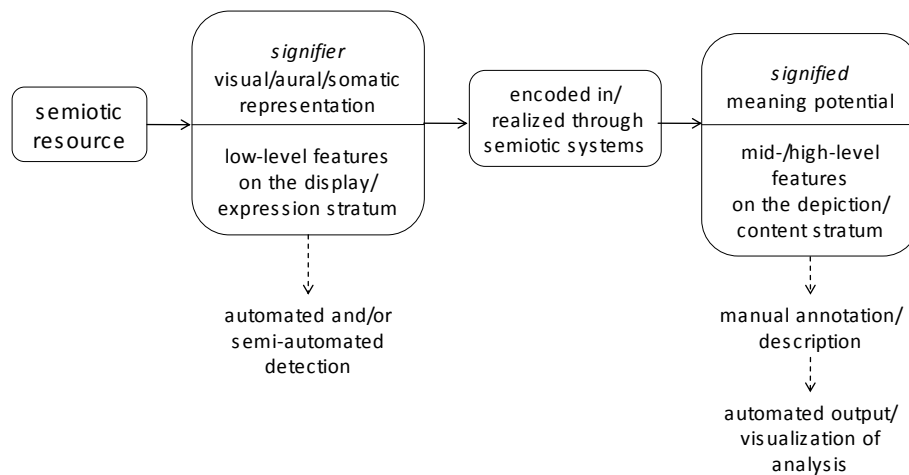 semiotic
resource
signifier
visual/aural/somatic
representation
low-level features
on the display/
expression stratum
automated and/or
semi-automated
detection
encoded in/
realized through
semiotic systems
signified
meaning potential
mid-/high-level
features
on the depiction/
content stratum
manual annotation/
description
automated output/
visualization of
analysis